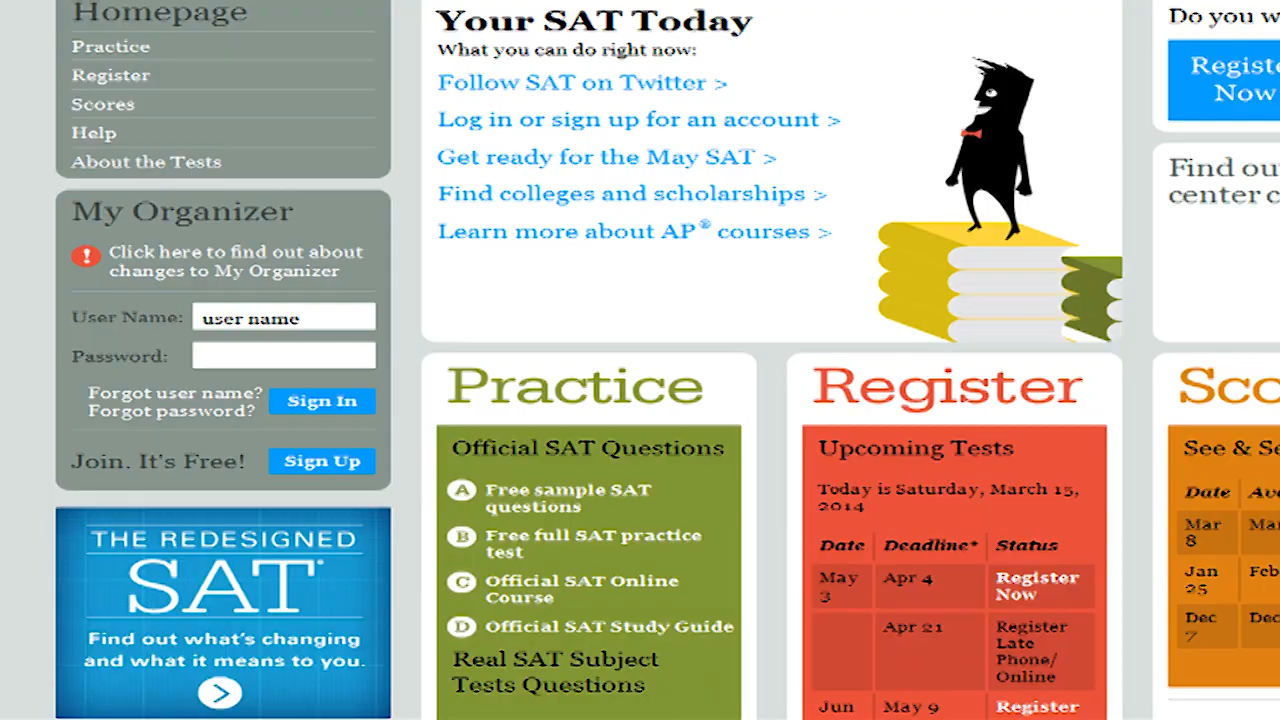 Homepage
Practice
Register
Scores
Help
About the Tests
My Organizer
!
Click here to find out about
changes to My Organizer
User Name:
user name
Password:
Forgot user name?
Forgot password?
Sign In
Join. It's Free!
Sign Up
THE REDESIGNED
SAT
Find out what's changing
and what it means to you.
Your SAT Today
What you can do right now:
Follow SAT on Twitter >
Log in or sign up for an account >
Get ready for the May SAT >
Find colleges and scholarships >
Learn more about AP® courses >
Do you w
Registe
Now
Find ou
center c
Practice
Official SAT Questions
A Free sample SAT
questions
B Free full SAT practice
test
C Official SAT Online
Course
D Official SAT Study Guide
Real SAT Subject
Tests Questions
Register
Upcoming Tests
Today is Saturday, March 15,
2014
Date Deadline* Status
May 3 Apr 4 Register Now
Apr 21 Register Late Phone/ Online
Jun May 9 Register
Sco
See & Se
Date Av
Mar 8 Mar
Jan 25 Feb
Dec 7 Dec